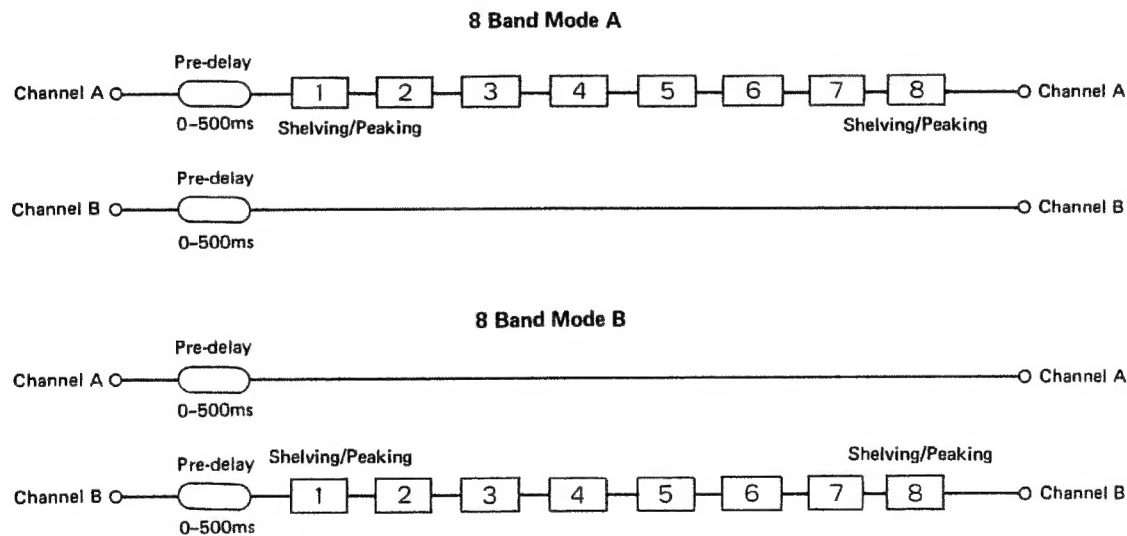 8 Band Mode A
Pre-delay
Channel A
1 2 3 4 5 6 7 8
Channel A
0–500ms
Shelving/Peaking
Shelving/Peaking
Pre-delay
Channel B
Channel B
0–500ms
8 Band Mode B
Pre-delay
Channel A
Channel A
0–500ms
Shelving/Peaking
Shelving/Peaking
Pre-delay
Channel B
1 2 3 4 5 6 7 8
Channel B
0–500ms